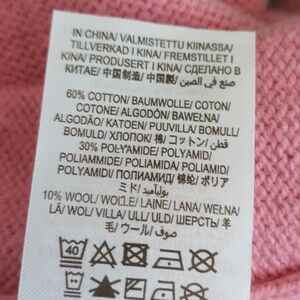 IN CHINA/ VALMISTETTU KIINASSA/
TILLVERKAD I KINA/ FREMSTILLET I
KINA/ PRODUSERT I KINA/ СДЕЛАНО В
КИТАЕ/ 中国制造/ 中国製/ صنع في الصين
60% COTTON/ BAUMWOLLE/ COTON/
COTONE/ ALGODÓN/ BAWEŁNA/
ALGODÃO/ KATOEN/ PUUVILLA/ BOMULL/
BOMULD/ ХЛОПОК/ 棉/ コットン/ قطن
30% POLYAMIDE/ POLYAMID/
POLIAMMIDE/ POLIAMIDA/ POLIAMID/
POLYAMIDI/ ПОЛИАМИД/ 锦纶/ ポリア
ミド/ بوليأميد
10% WOOL/ WOLLE/ LAINE/ LANA/ WEŁNA/
LÃ/ WOL/ VILLA/ ULL/ ULD/ ШЕРСТЬ/ 羊
毛/ ウール/ صوف
40